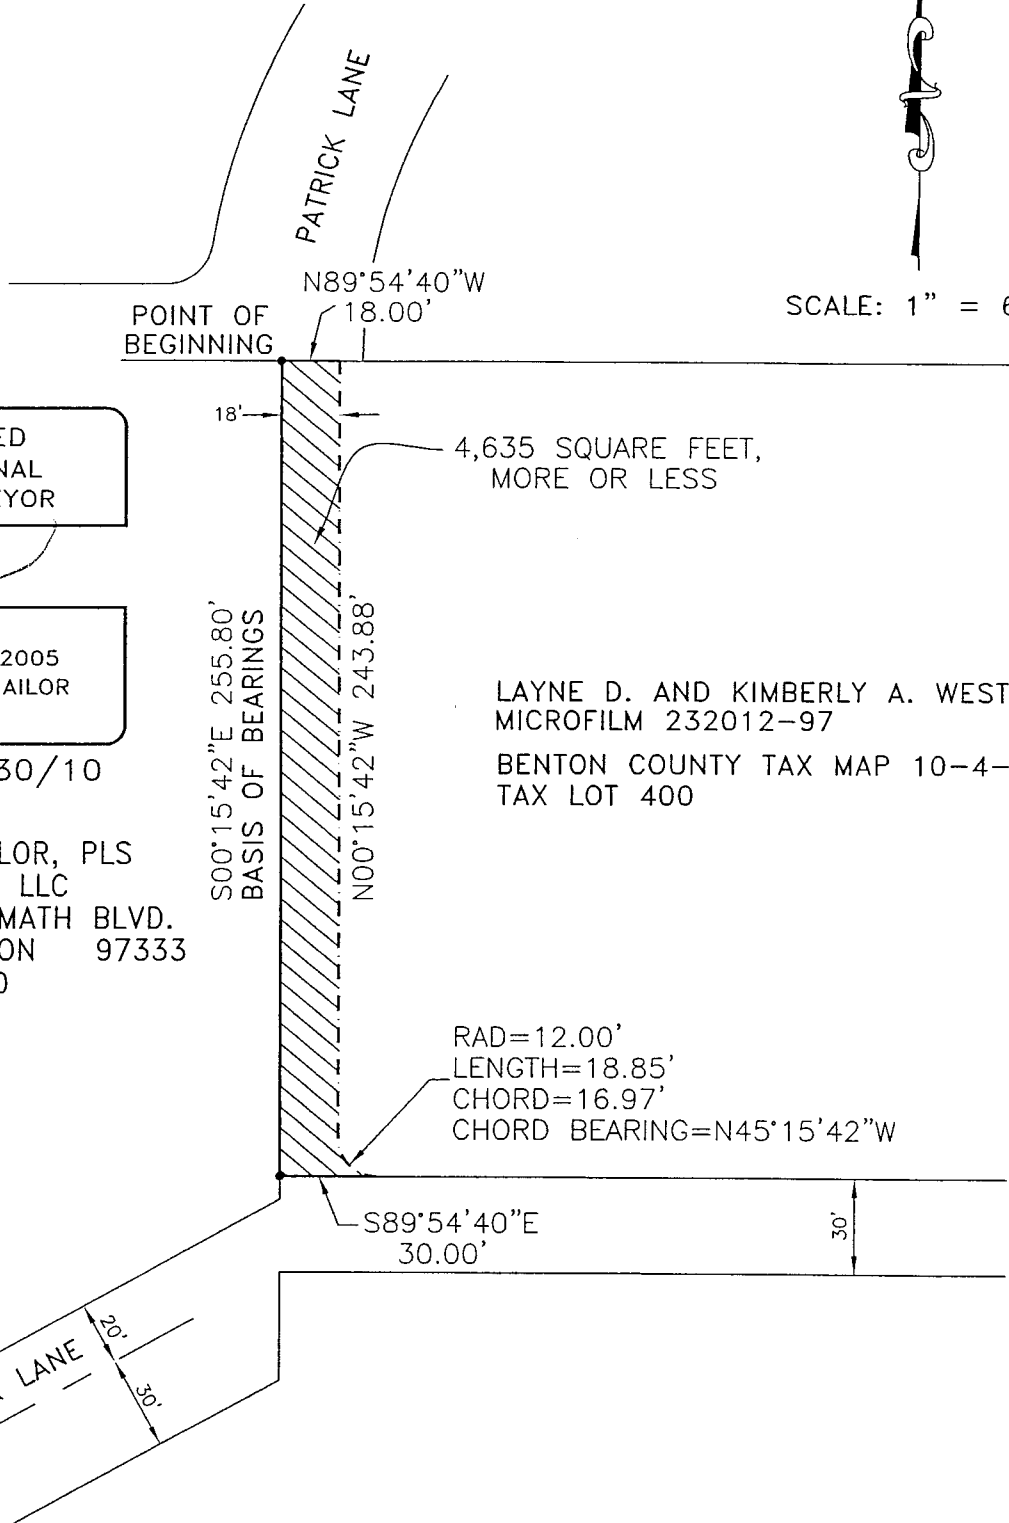 PATRICK LANE
N89°54'40"W
18.00'
SCALE: 1" =
POINT OF
BEGINNING
18'
4,635 SQUARE FEET,
MORE OR LESS
2005
S00°15'42"E 255.80'
BASIS OF BEARINGS
N00°15'42"W 243.88'
LAYNE D. AND KIMBERLY A. WEST
MICROFILM 232012-97
BENTON COUNTY TAX MAP 10-4-
TAX LOT 400
30/10
LOR, PLS
LLC
MATH BLVD.
ON 97333
RAD=12.00'
LENGTH=18.85'
CHORD=16.97'
CHORD BEARING=N45°15'42"W
S89°54'40"E
30.00'
30'
20'
LANE
30'